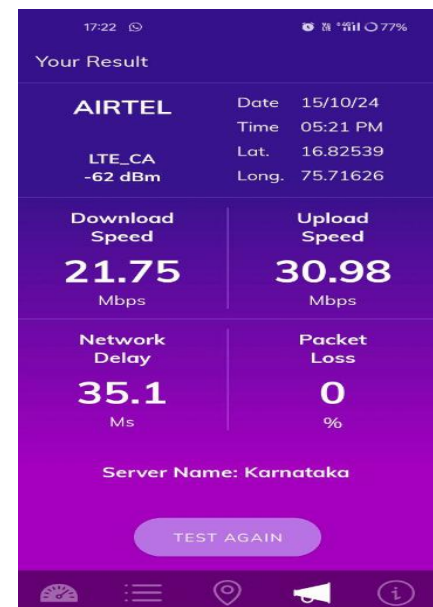 17:22 77%
Your Result
AIRTEL
LTE_CA
-62 dBm
Date 15/10/24
Time 05:21 PM
Lat. 16.82539
Long. 75.71626
Download
Speed
21.75
Mbps
Upload
Speed
30.98
Mbps
Network
Delay
35.1
Ms
Packet
Loss
0
%
Server Name: Karnataka
TEST AGAIN